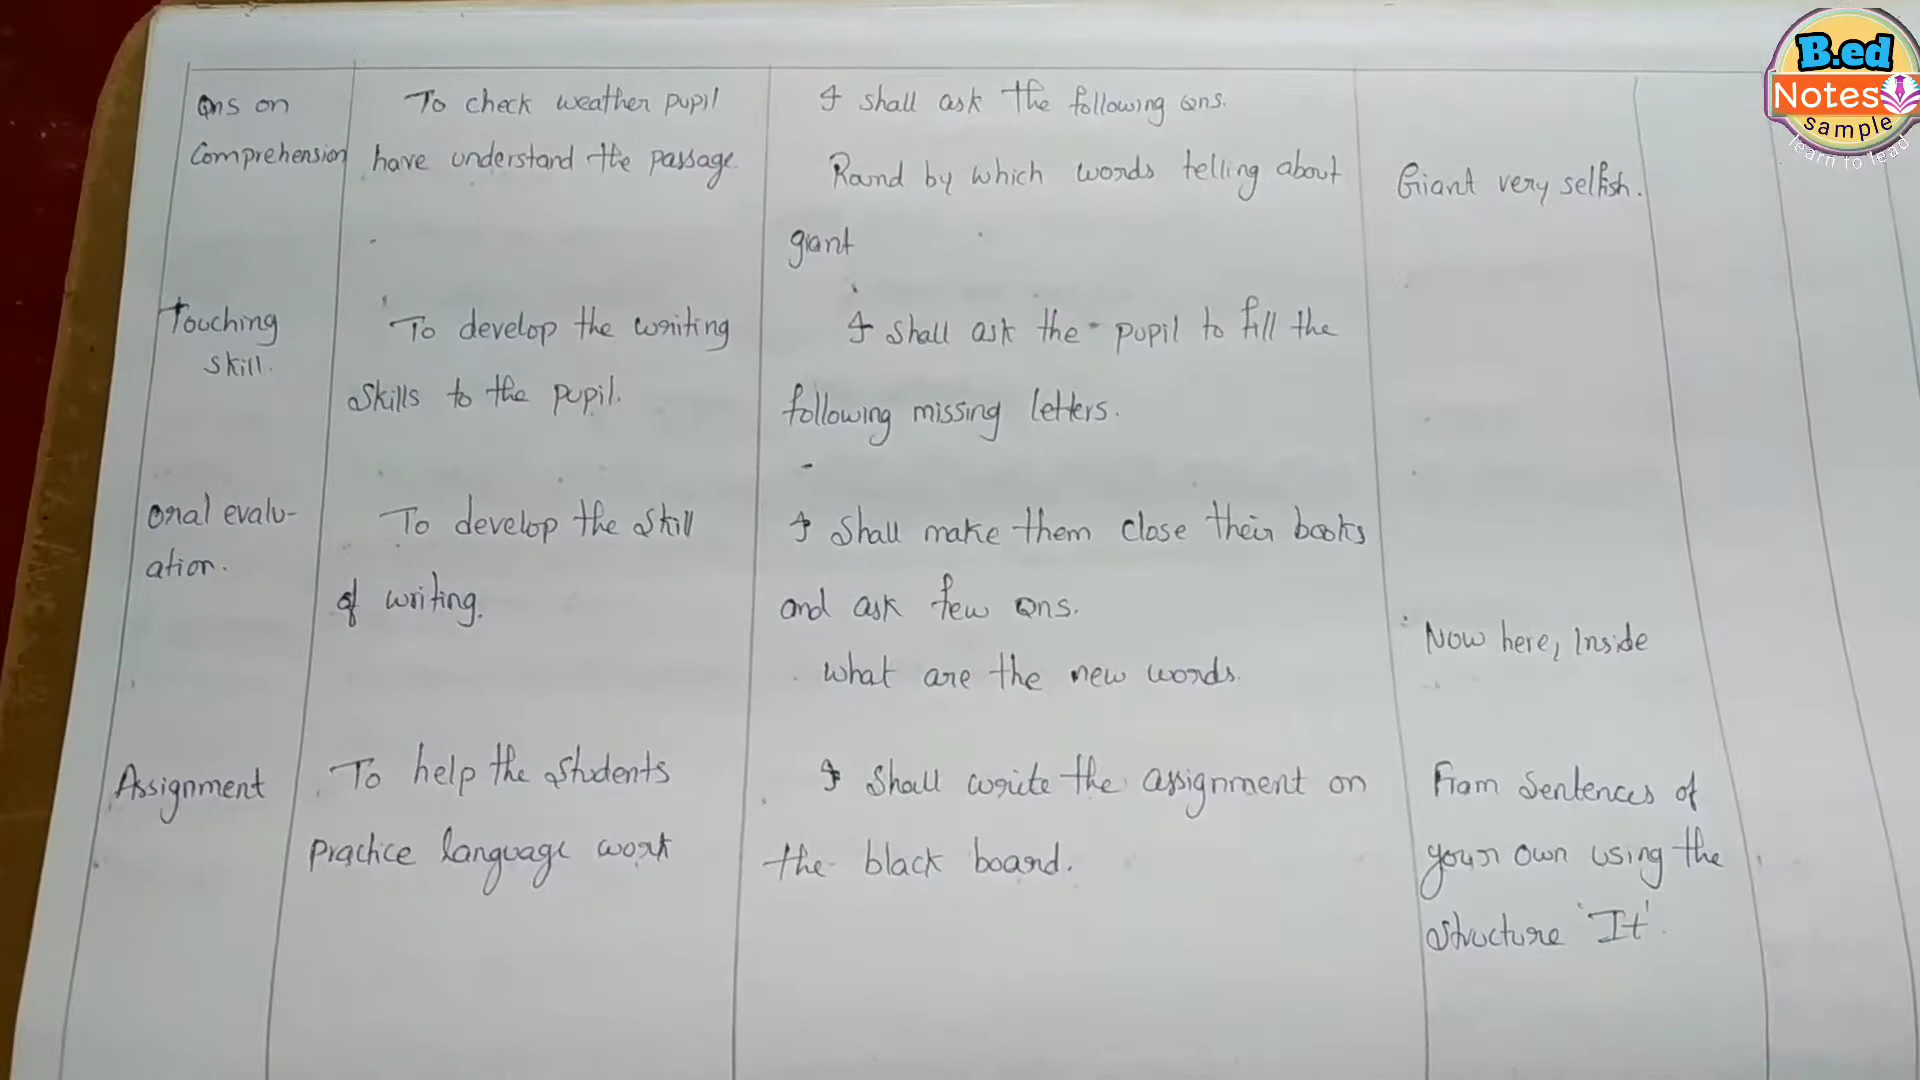 Qns on
Comprehension
To check weather pupil
have understand the passage
I shall ask the following Qns.
Round by which words telling about
giant
Giant very selfish.
Touching
skill.
To develop the writing
skills to the pupil.
I shall ask the pupil to fill the
following missing letters.
Oral evalu-
ation.
To develop the skill
of writing.
I shall make them close their books
and ask few Qns.
what are the new words.
Now here, Inside
Assignment
To help the students
practice language work
I shall write the assignment on
the black board.
From sentences of
your own using the
structure 'It'.
B.ed
Notes
sample
learn to lead